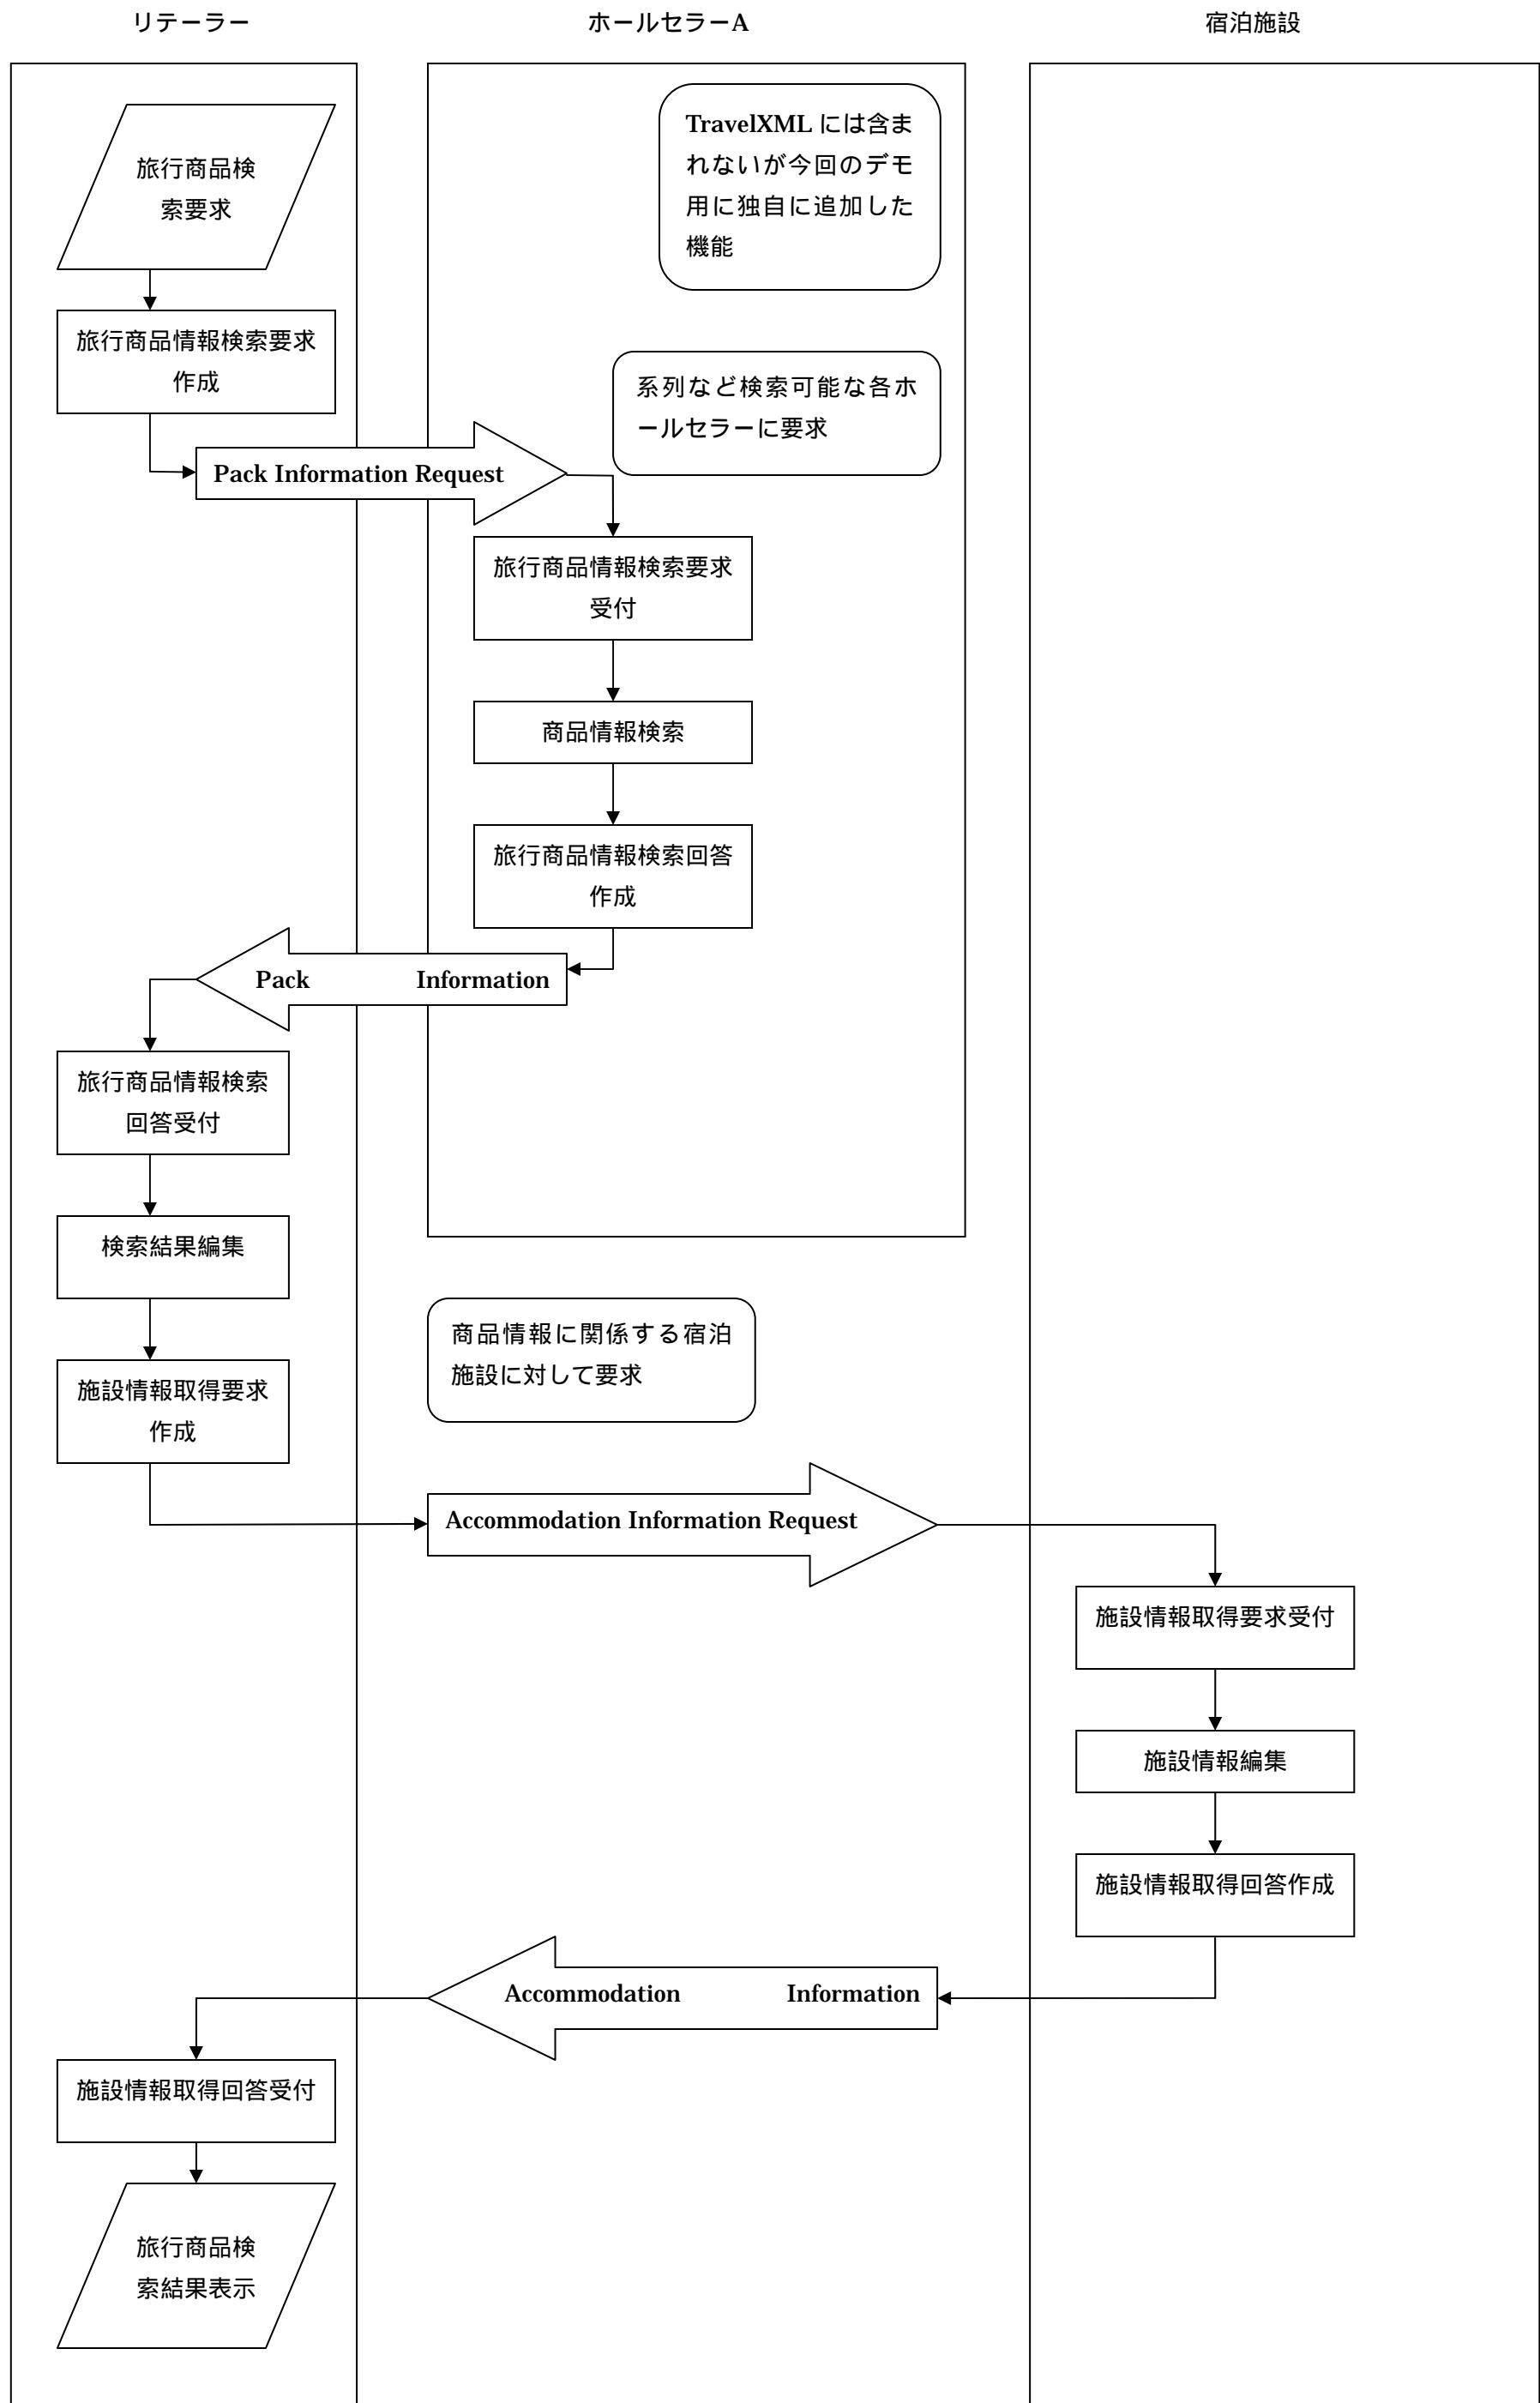 リテーラー
ホールセラーA
宿泊施設
旅行商品検
索要求
TravelXML には含ま
れないが今回のデモ
用に独自に追加した
機能
旅行商品情報検索要求
作成
系列など検索可能な各ホ
ールセラーに要求
Pack Information Request
旅行商品情報検索要求
受付
商品情報検索
旅行商品情報検索回答
作成
Pack Information
旅行商品情報検索
回答受付
検索結果編集
商品情報に関係する宿泊
施設に対して要求
施設情報取得要求
作成
Accommodation Information Request
施設情報取得要求受付
施設情報編集
施設情報取得回答作成
Accommodation Information
施設情報取得回答受付
旅行商品検
索結果表示